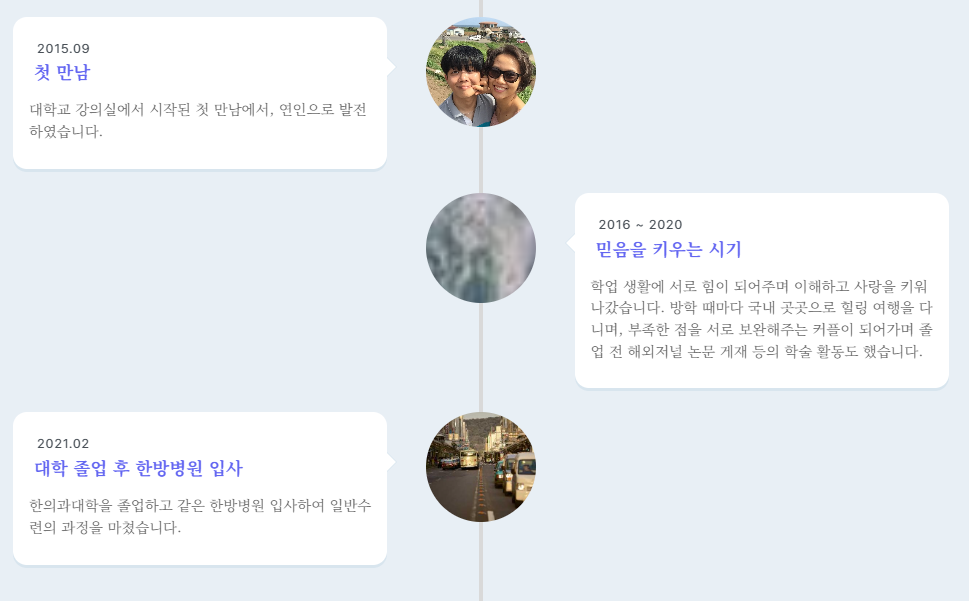 2015.09
첫 만남
대학교 강의실에서 시작된 첫 만남에서, 연인으로 발전
하였습니다.
2016 ~ 2020
믿음을 키우는 시기
학업 생활에 서로 힘이 되어주며 이해하고 사랑을 키워
나갔습니다. 방학 때마다 국내 곳곳으로 힐링 여행을 다
니며, 부족한 점을 서로 보완해주는 커플이 되어가며 졸
업 전 해외저널 논문 게재 등의 학술 활동도 했습니다.
2021.02
대학 졸업 후 한방병원 입사
한의과대학을 졸업하고 같은 한방병원 입사하여 일반수
련의 과정을 마쳤습니다.